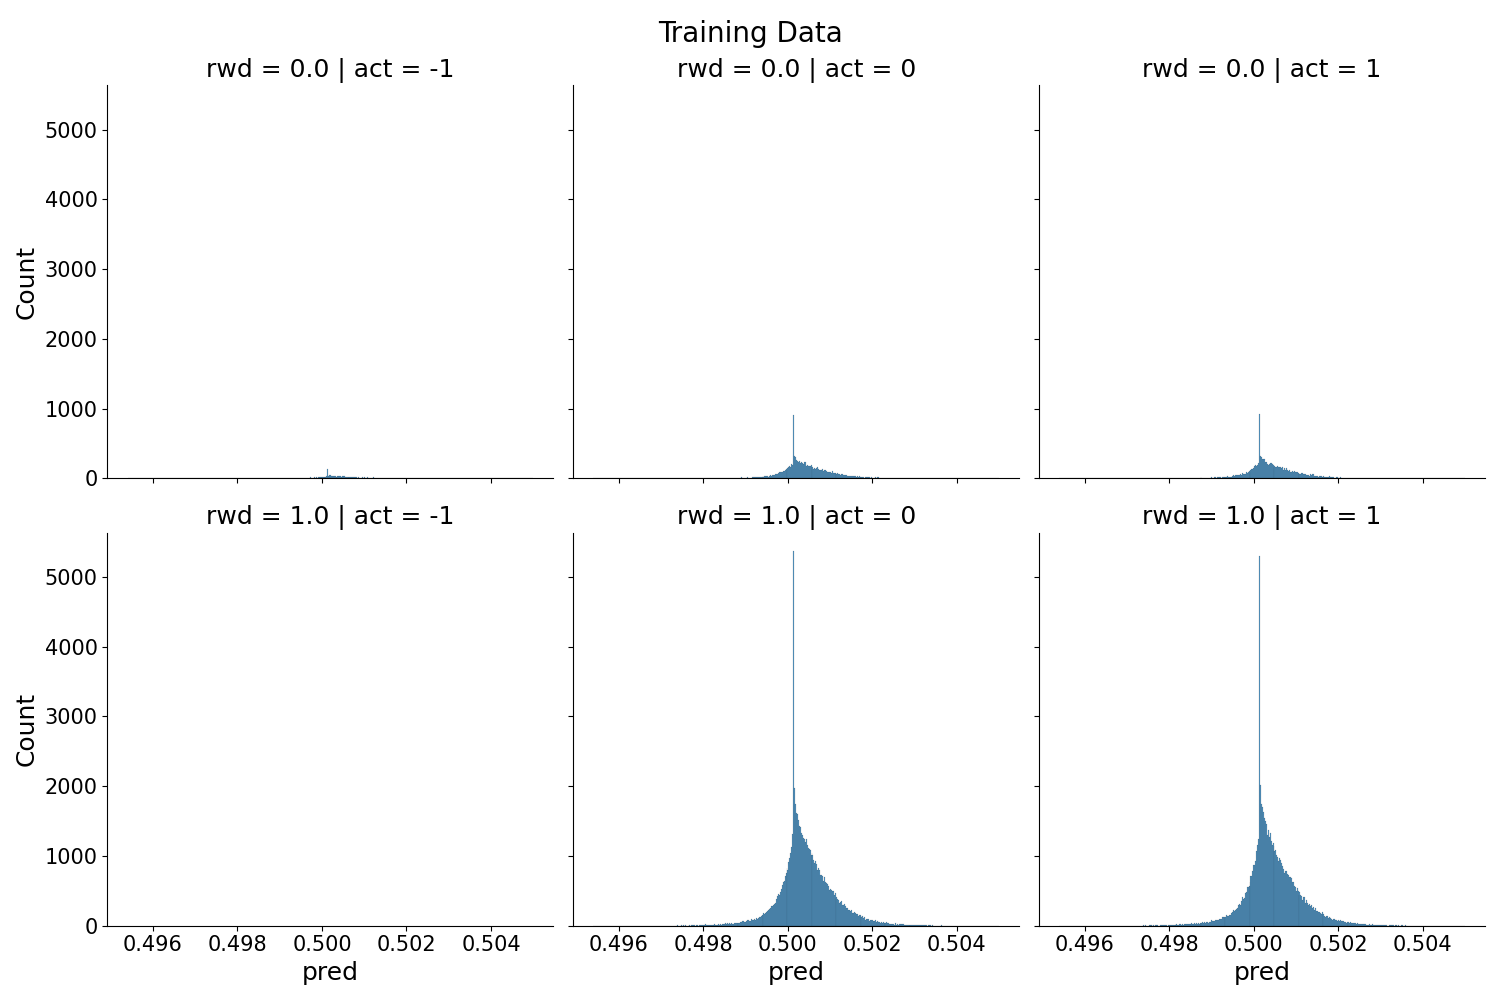 Training Data
rwd = 0.0 | act = -1
rwd = 0.0 | act = 0
rwd = 0.0 | act = 1
Count
5000
4000
3000
2000
1000
0
rwd = 1.0 | act = -1
rwd = 1.0 | act = 0
rwd = 1.0 | act = 1
Count
5000
4000
3000
2000
1000
0
0.496 0.498 0.500 0.502 0.504
0.496 0.498 0.500 0.502 0.504
0.496 0.498 0.500 0.502 0.504
pred
pred
pred